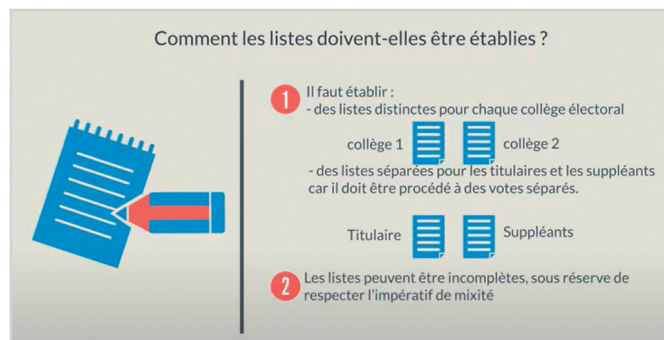 Comment les listes doivent-elles être établies ?
1 Il faut établir :
- des listes distinctes pour chaque collège électoral
collège 1 collège 2
- des listes séparées pour les titulaires et les suppléants
car il doit être procédé à des votes séparés.
Titulaire Suppléants
2 Les listes peuvent être incomplètes, sous réserve de
respecter l'impératif de mixité